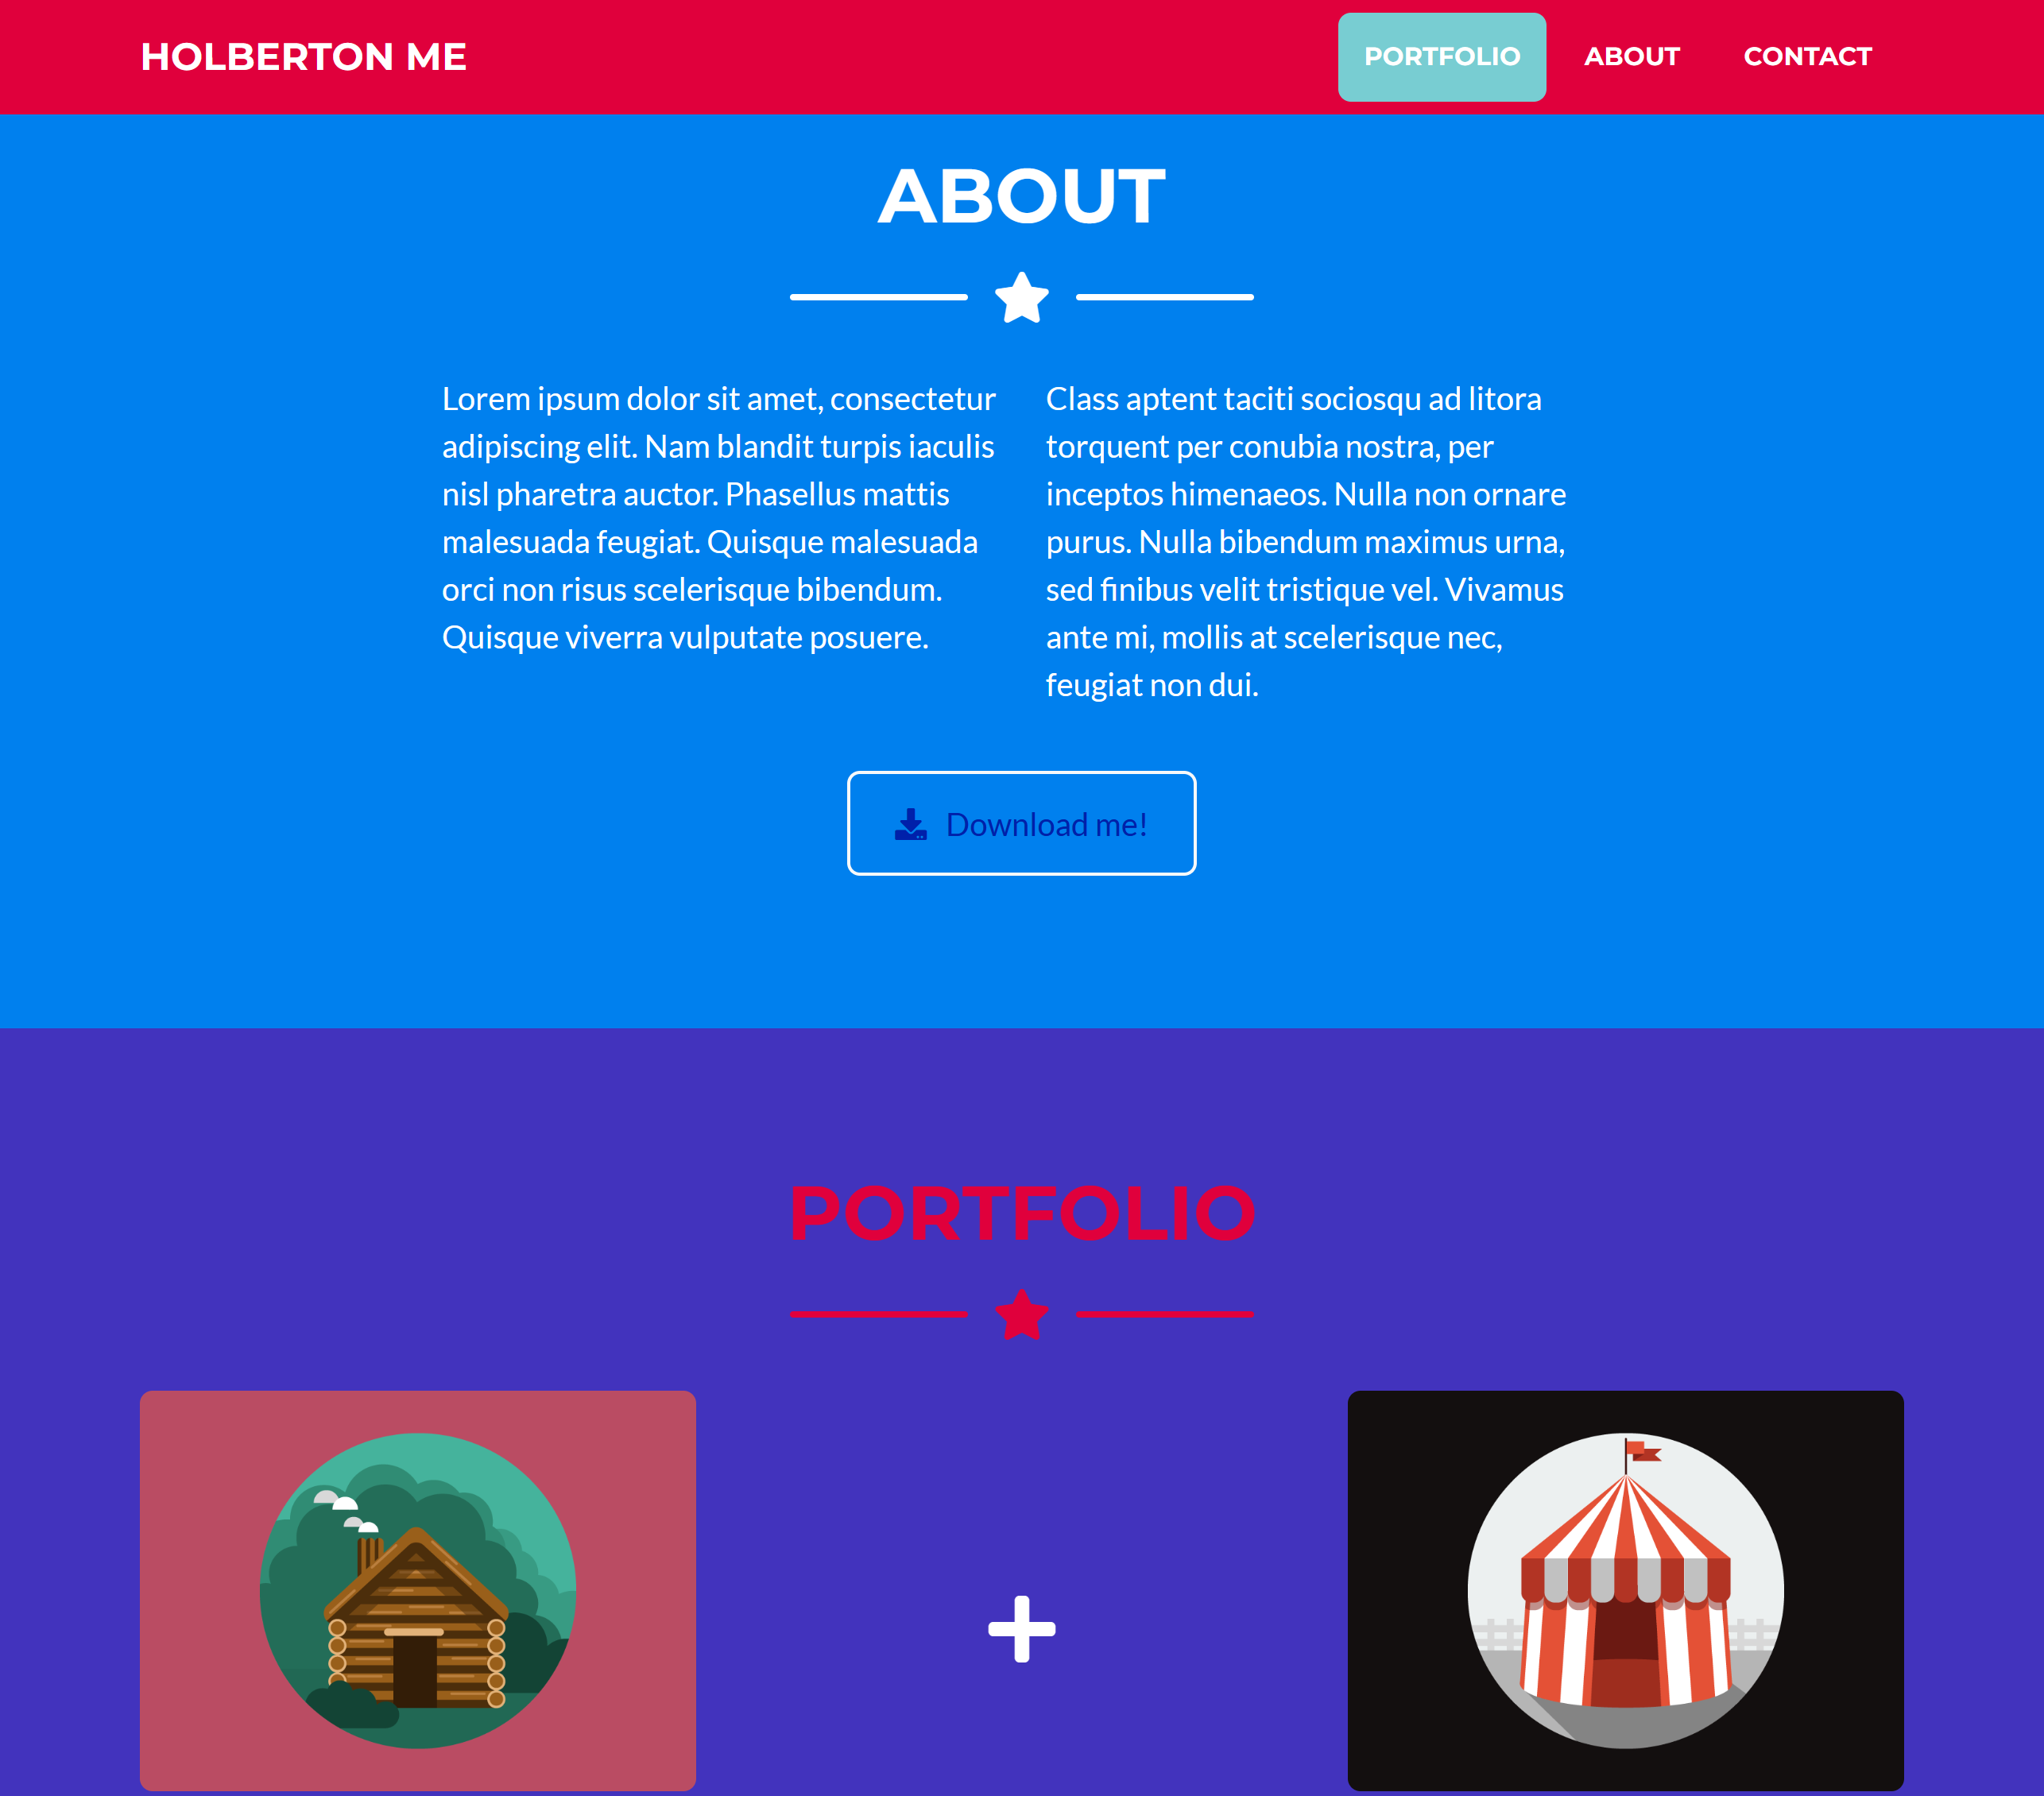 HOLBERTON ME
PORTFOLIO
ABOUT
CONTACT
ABOUT
Lorem ipsum dolor sit amet, consectetur
adipiscing elit. Nam blandit turpis iaculis
nisl pharetra auctor. Phasellus mattis
malesuada feugiat. Quisque malesuada
orci non risus scelerisque bibendum.
Quisque viverra vulputate posuere.
Class aptent taciti sociosqu ad litora
torquent per conubia nostra, per
inceptos himenaeos. Nulla non ornare
purus. Nulla bibendum maximus urna,
sed finibus velit tristique vel. Vivamus
ante mi, mollis at scelerisque nec,
feugiat non dui.
Download me!
PORTFOLIO